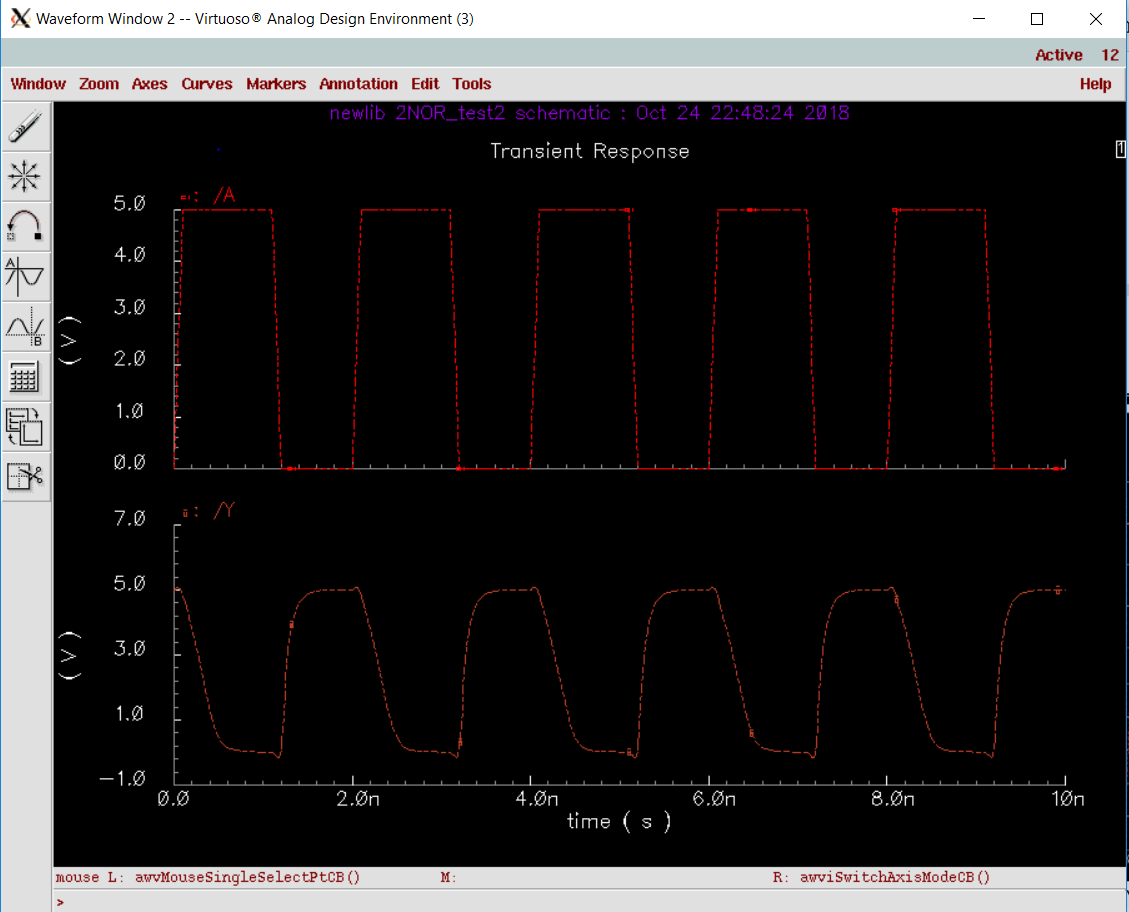 Waveform Window 2 -- Virtuoso® Analog Design Environment (3)
Active 12
Window Zoom Axes Curves Markers Annotation Edit Tools Help
newlib 2NOR_test2 schematic : Oct 24 22:48:24 2018
Transient Response
1
A
B
: /A
5.0
4.0
3.0
2.0
1.0
0.0
(V)
: /Y
7.0
5.0
3.0
1.0
-1.0
(V)
0.0 2.0n 4.0n 6.0n 8.0n 10n
time ( s )
mouse L: awvMouseSingleSelectPtCB() M: R: awviSwitchAxisModeCB()
>